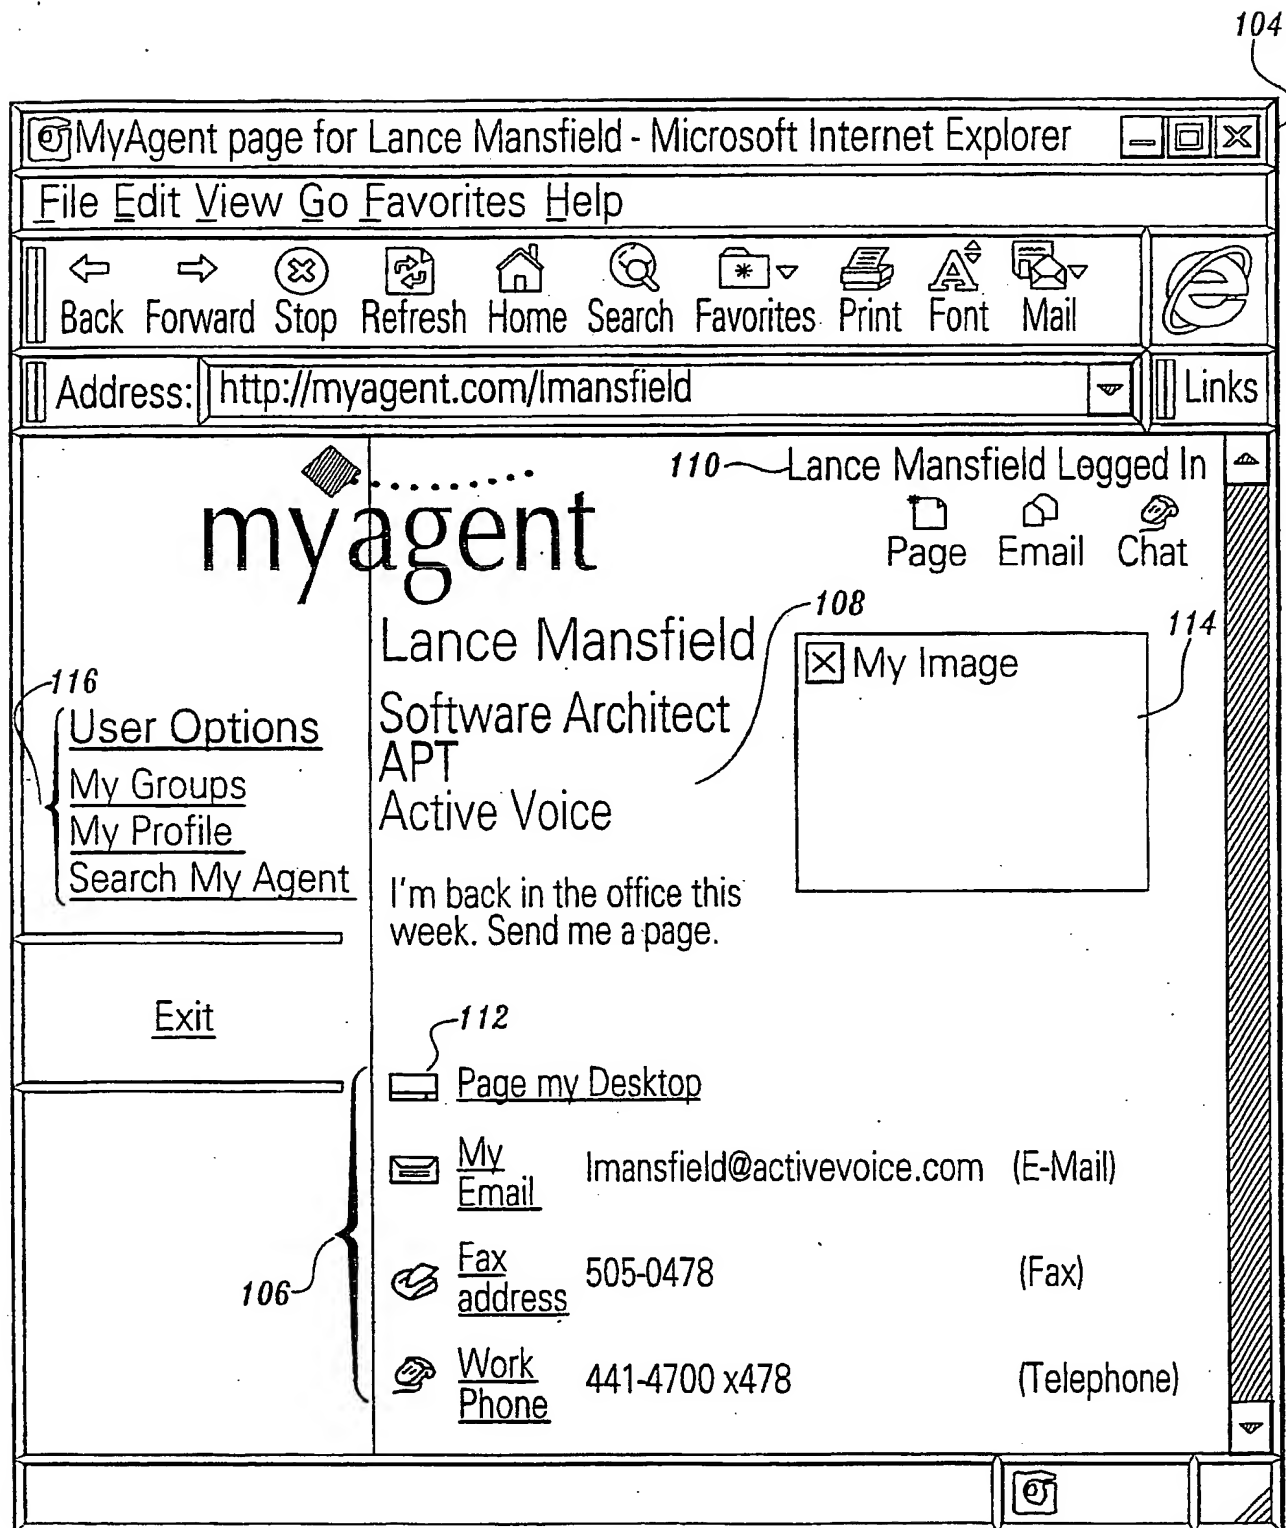 104
MyAgent page for Lance Mansfield - Microsoft Internet Explorer
File Edit View Go Favorites Help
Back Forward Stop Refresh Home Search Favorites Print Font Mail
Address: http://myagent.com/lmansfield Links
110 Lance Mansfield Logged In
myagent
Page Email Chat
108
114
Lance Mansfield
My Image
116
Software Architect
User Options
APT
My Groups
Active Voice
My Profile
Search My Agent
I'm back in the office this
week. Send me a page.
Exit
112
Page my Desktop
My
Email lmansfield@activevoice.com (E-Mail)
106
Fax
address 505-0478 (Fax)
Work
Phone 441-4700 x478 (Telephone)